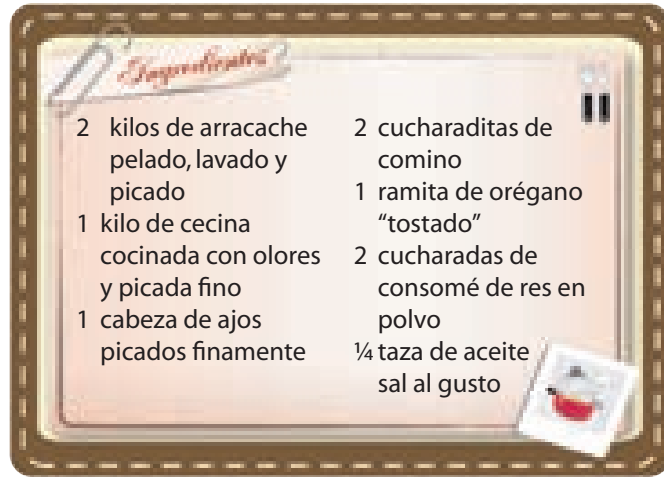 Ingredientes
2 kilos de arracache
pelado, lavado y
picado
1 kilo de cecina
cocinada con olores
y picada fino
1 cabeza de ajos
picados finamente
2 cucharaditas de
comino
1 ramita de orégano
“tostado”
2 cucharadas de
consomé de res en
polvo
¼ taza de aceite
sal al gusto